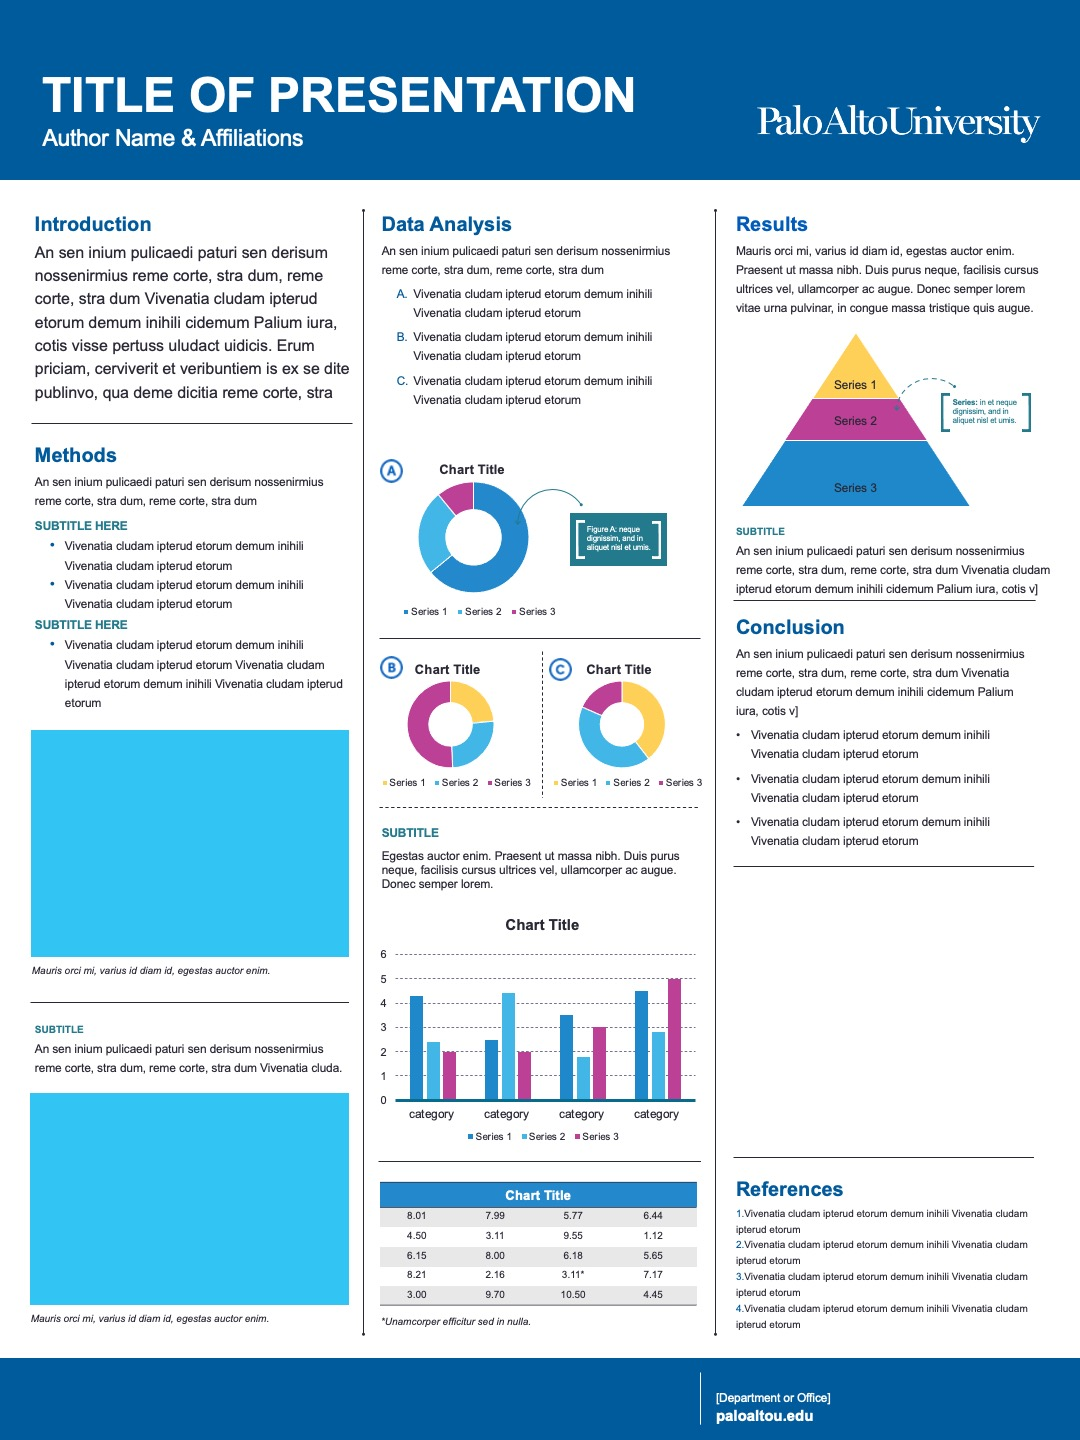 TITLE OF PRESENTATION
Author Name & Affiliations
Palo Alto University
Introduction
An sen inium pulicaedi paturi sen derisum
nossenirmius reme corte, stra dum, reme
corte, stra dum Vivenatia cludam ipterud
etorum demum inihili cidemum Palium iura,
cotis visse pertuss uludact uidicis. Erum
priciam, cerviverit et veribuntiem is ex se dite
publinvo, qua deme dicitia reme corte, stra
Methods
An sen inium pulicaedi paturi sen derisum nossenirmius
reme corte, stra dum, reme corte, stra dum
SUBTITLE HERE
• Vivenatia cludam ipterud etorum demum inihili
Vivenatia cludam ipterud etorum
• Vivenatia cludam ipterud etorum demum inihili
Vivenatia cludam ipterud etorum
SUBTITLE HERE
• Vivenatia cludam ipterud etorum demum inihili
Vivenatia cludam ipterud etorum Vivenatia cludam
ipterud etorum demum inihili Vivenatia cludam ipterud
etorum
Mauris orci mi, varius id diam id, egestas auctor enim.
SUBTITLE
An sen inium pulicaedi paturi sen derisum nossenirmius
reme corte, stra dum, reme corte, stra dum Vivenatia cluda.
Mauris orci mi, varius id diam id, egestas auctor enim.
Data Analysis
An sen inium pulicaedi paturi sen derisum nossenirmius
reme corte, stra dum, reme corte, stra dum
A. Vivenatia cludam ipterud etorum demum inihili
Vivenatia cludam ipterud etorum
B. Vivenatia cludam ipterud etorum demum inihili
Vivenatia cludam ipterud etorum
C. Vivenatia cludam ipterud etorum demum inihili
Vivenatia cludam ipterud etorum
A Chart Title
Figure A: neque
dignissim, and in
aliquet nisl et umis.
Series 1 Series 2 Series 3
B Chart Title
Series 1 Series 2 Series 3
C Chart Title
Series 1 Series 2 Series 3
SUBTITLE
Egestas auctor enim. Praesent ut massa nibh. Duis purus
neque, facilisis cursus ultrices vel, ullamcorper ac augue.
Donec semper lorem.
Chart Title
6
5
4
3
2
1
0
category category category category
Series 1 Series 2 Series 3
Chart Title
8.01 7.99 5.77 6.44
4.50 3.11 9.55 1.12
6.15 8.00 6.18 5.65
8.21 2.16 3.11* 7.17
3.00 9.70 10.50 4.45
*Unamcorper efficitur sed in nulla.
Results
Mauris orci mi, varius id diam id, egestas auctor enim.
Praesent ut massa nibh. Duis purus neque, facilisis cursus
ultrices vel, ullamcorper ac augue. Donec semper lorem
vitae urna pulvinar, in congue massa tristique quis augue.
Series 1
Series 2
Series 3
Series: in et neque
dignissim, and in
aliquet nisl et umis.
SUBTITLE
An sen inium pulicaedi paturi sen derisum nossenirmius
reme corte, stra dum, reme corte, stra dum Vivenatia cludam
ipterud etorum demum inihili cidemum Palium iura, cotis v]
Conclusion
An sen inium pulicaedi paturi sen derisum nossenirmius
reme corte, stra dum, reme corte, stra dum Vivenatia
cludam ipterud etorum demum inihili cidemum Palium
iura, cotis v]
• Vivenatia cludam ipterud etorum demum inihili
Vivenatia cludam ipterud etorum
• Vivenatia cludam ipterud etorum demum inihili
Vivenatia cludam ipterud etorum
• Vivenatia cludam ipterud etorum demum inihili
Vivenatia cludam ipterud etorum
References
1.Vivenatia cludam ipterud etorum demum inihili Vivenatia cludam
ipterud etorum
2.Vivenatia cludam ipterud etorum demum inihili Vivenatia cludam
ipterud etorum
3.Vivenatia cludam ipterud etorum demum inihili Vivenatia cludam
ipterud etorum
4.Vivenatia cludam ipterud etorum demum inihili Vivenatia cludam
ipterud etorum
[Department or Office]
paloaltou.edu